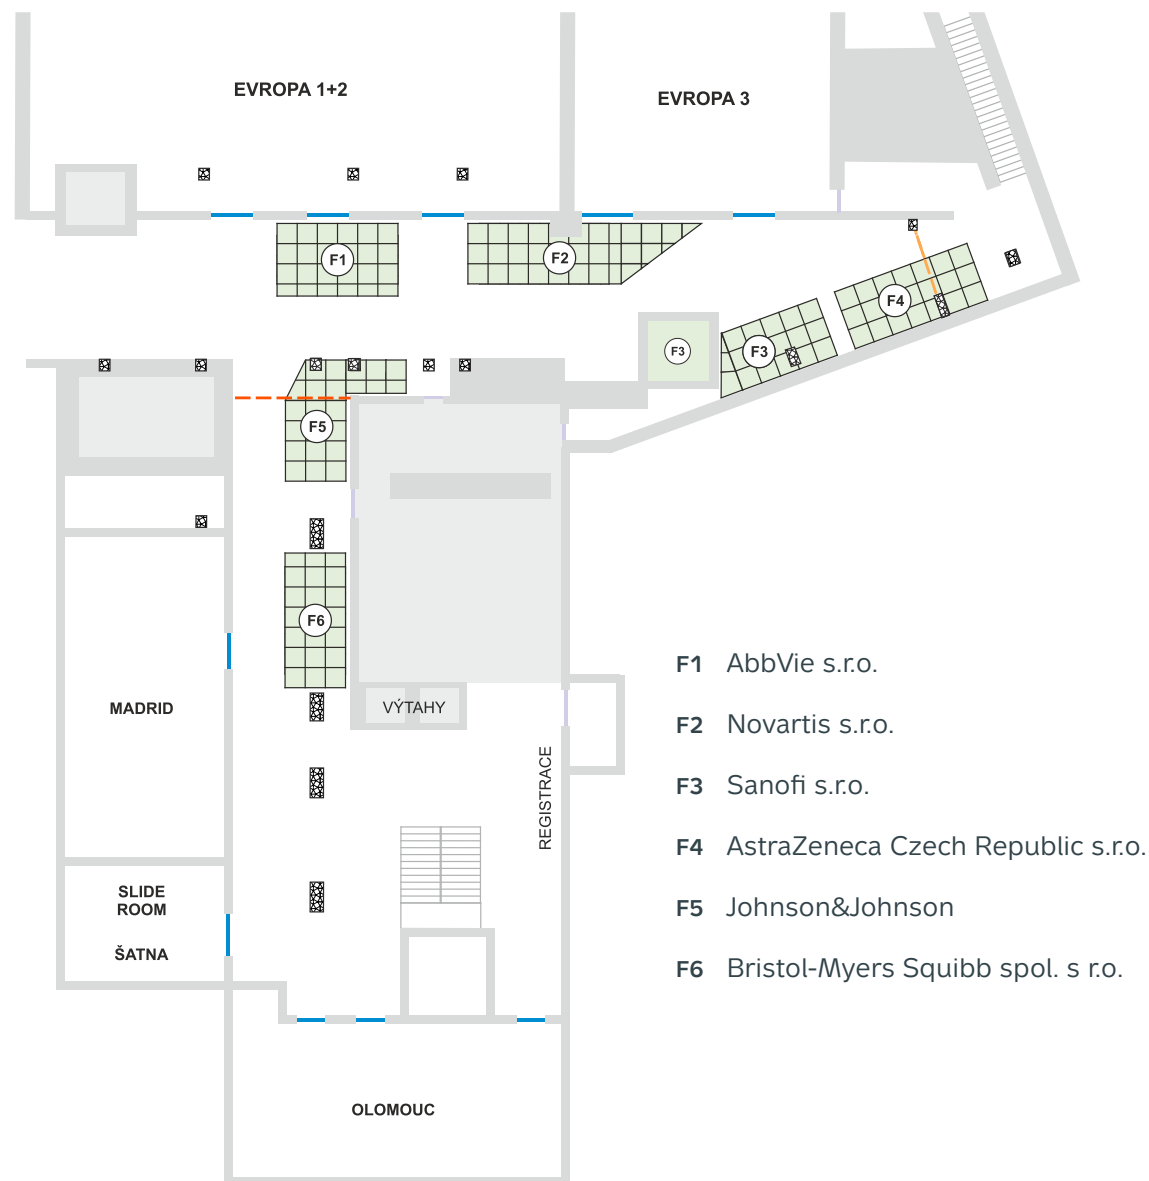 EVROPA 1+2
EVROPA 3
F1
F2
F4
F3
F3
F5
F6
MADRID
VÝTAHY
REGISTRACE
SLIDE
ROOM
ŠATNA
OLOMOUC
F1 AbbVie s.r.o.
F2 Novartis s.r.o.
F3 Sanofi s.r.o.
F4 AstraZeneca Czech Republic s.r.o.
F5 Johnson&Johnson
F6 Bristol-Myers Squibb spol. s r.o.